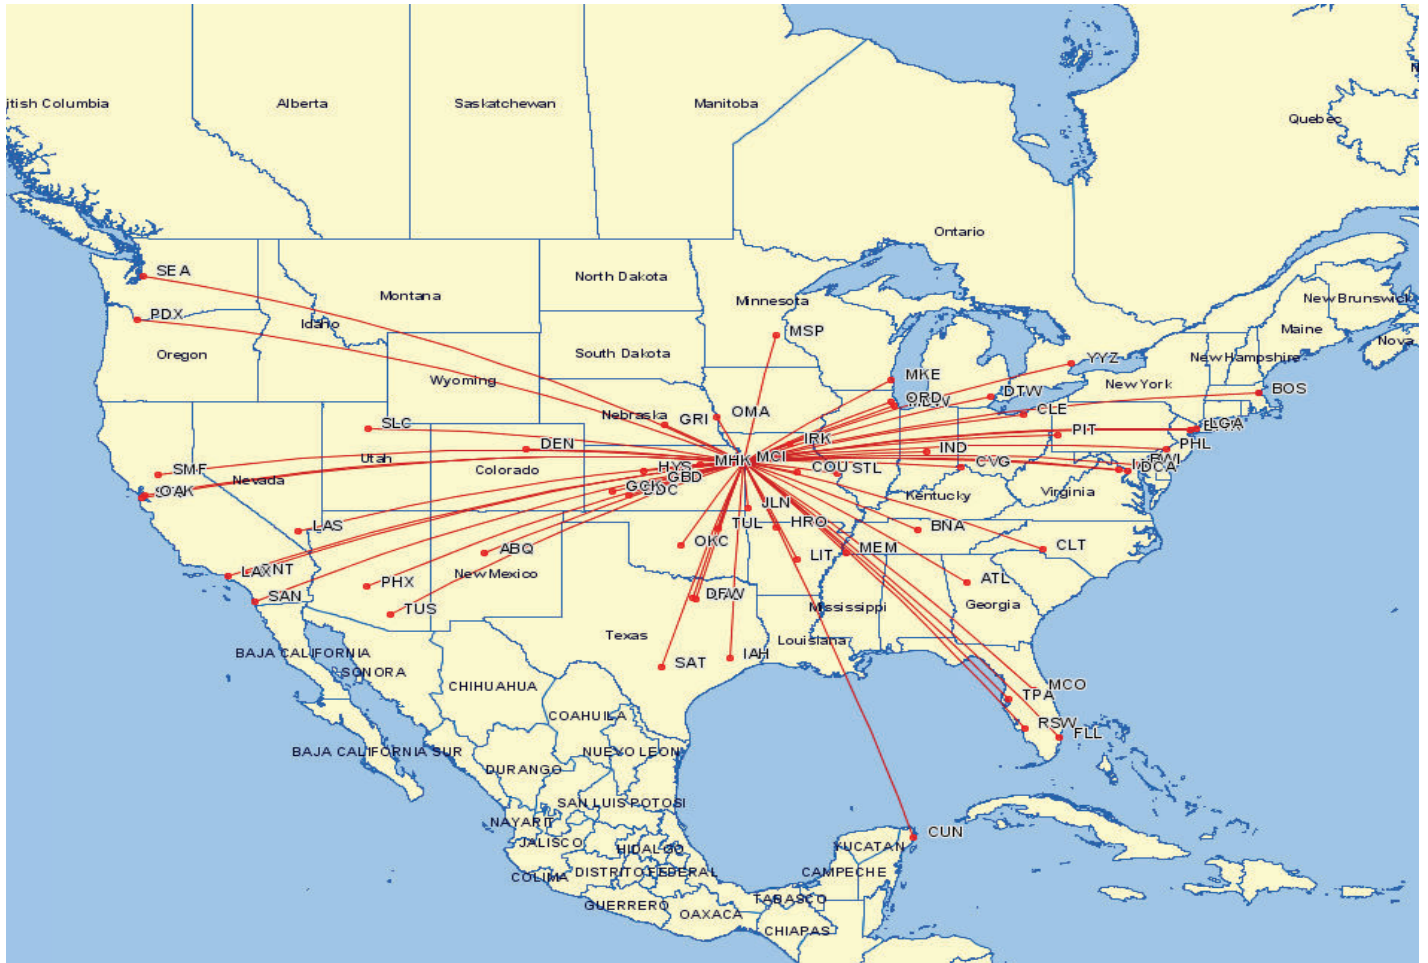 British Columbia
Alberta
Saskatchewan
Manitoba
Quebec
Ontario
SEA
North Dakota
Montana
Minnesota
New Brunswick
PDX
Idaho
MSP
Maine
Nova
Oregon
South Dakota
New Hampshire
YYZ
Wyoming
MKE
New York
DTW
BOS
ORD
Nebraska
GRI
OMA
CLE
SLC
LGA
PIT
IRK
DEN
PHL
IND
Utah
MHK
MCI
BWI
SMF
Colorado
HYS
COU
STL
CVG
DCA
Nevada
GBD
OAK
GCK
Kentucky
Virginia
JLN
LAS
TUL
HRO
BNA
OKC
ABQ
MEM
CLT
LIT
LAX
New Mexico
PHX
ATL
SAN
DFW
TUS
Mississippi
Georgia
Texas
Louisiana
BAJA CALIFORNIA
IAH
SONORA
SAT
CHIHUAHUA
MCO
TPA
COAHUILA
RSW
FLL
BAJA CALIFORNIA SUR
NUEVO LEON
DURANGO
SAN LUIS POTOSI
NAYARIT
CUN
JALISCO
HIDALGO
YUCATAN
COLIMA
DISTRITO FEDERAL
CAMPECHE
GUERRERO
TABASCO
OAXACA
CHIAPAS